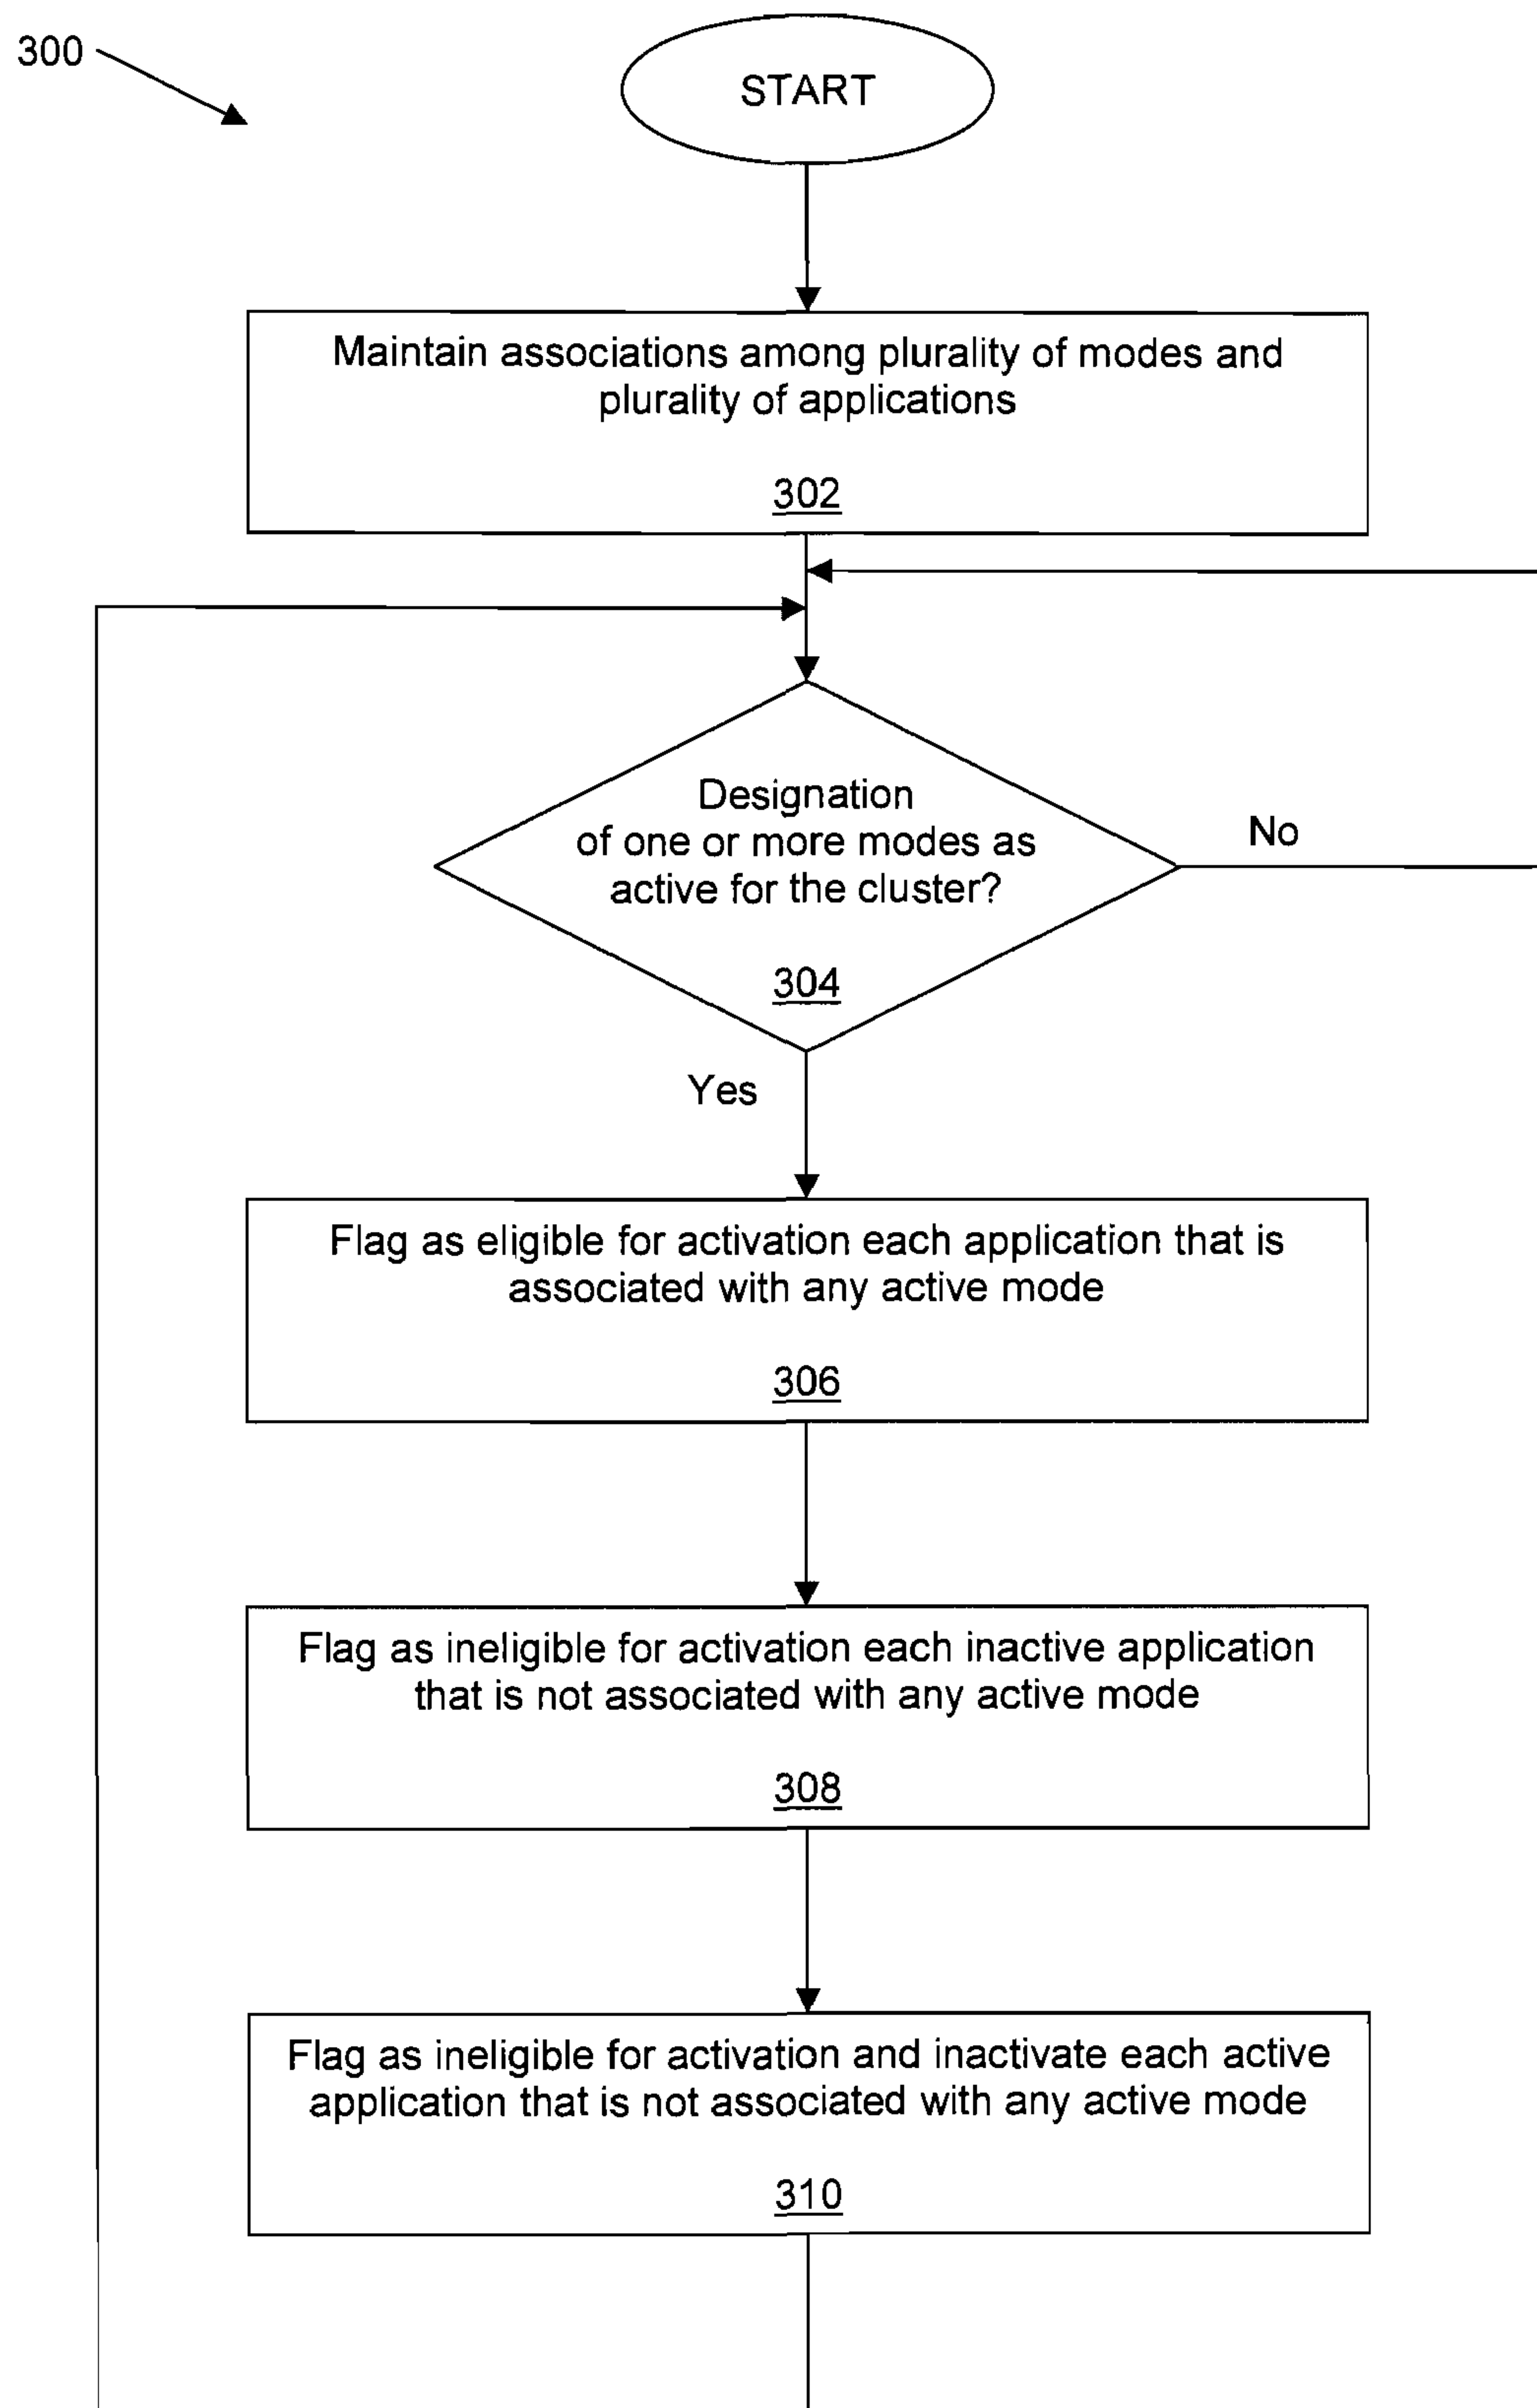 300
START
Maintain associations among plurality of modes and
plurality of applications
302
Designation
of one or more modes as
active for the cluster?
304
No
Yes
Flag as eligible for activation each application that is
associated with any active mode
306
Flag as ineligible for activation each inactive application
that is not associated with any active mode
308
Flag as ineligible for activation and inactivate each active
application that is not associated with any active mode
310